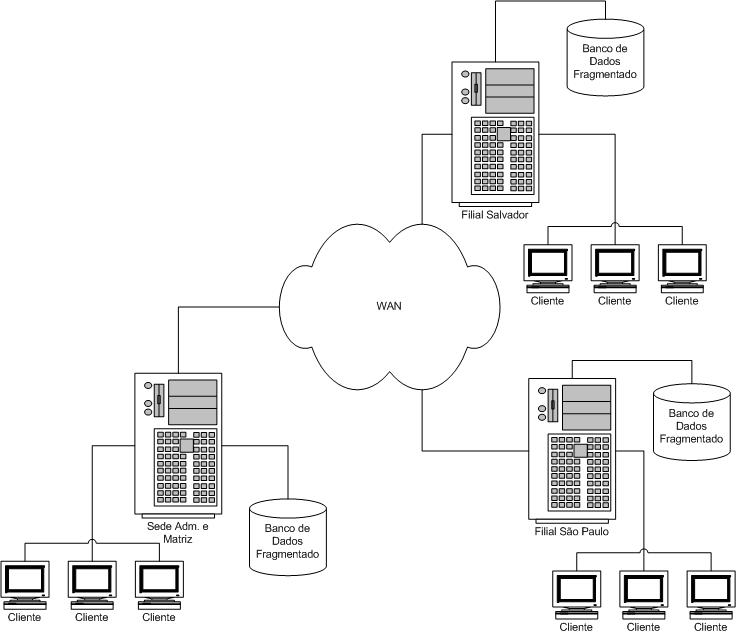 Banco de
Dados
Fragmentado
Filial Salvador
Cliente
Cliente
Cliente
WAN
Banco de
Dados
Fragmentado
Filial São Paulo
Sede Adm. e
Matriz
Banco de
Dados
Fragmentado
Cliente
Cliente
Cliente
Cliente
Cliente
Cliente